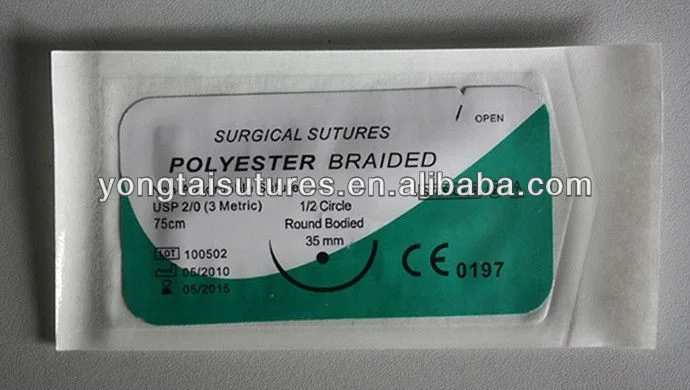 OPEN
SURGICAL SUTURES
POLYESTER BRAIDED
yongtaisutures.en.alibaba.com
USP 2/0 (3 Metric) 1/2 Circle
75cm Round Bodied
35 mm
LOT 100502
05/2010
05/2015
CE 0197